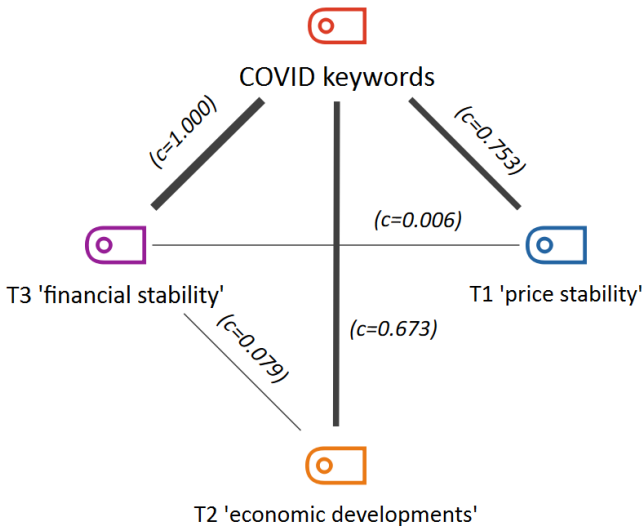 COVID keywords
(c=1.000)
(c=0.753)
(c=0.006)
T3 'financial stability'
T1 'price stability'
(c=0.079)
(c=0.673)
T2 'economic developments'